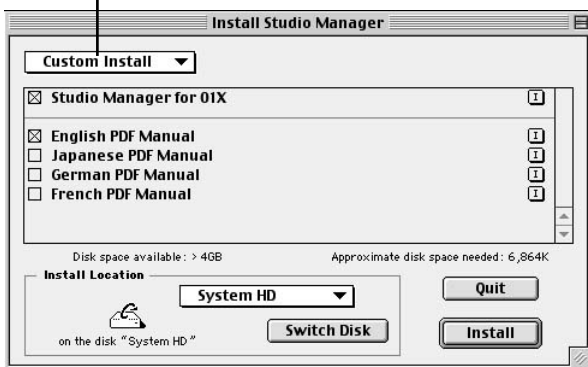 Install Studio Manager
Custom Install
Studio Manager for 01X
English PDF Manual
Japanese PDF Manual
German PDF Manual
French PDF Manual
Disk space available: > 4GB Approximate disk space needed: 6,864K
Install Location
System HD
Quit
on the disk "System HD"
Switch Disk
Install